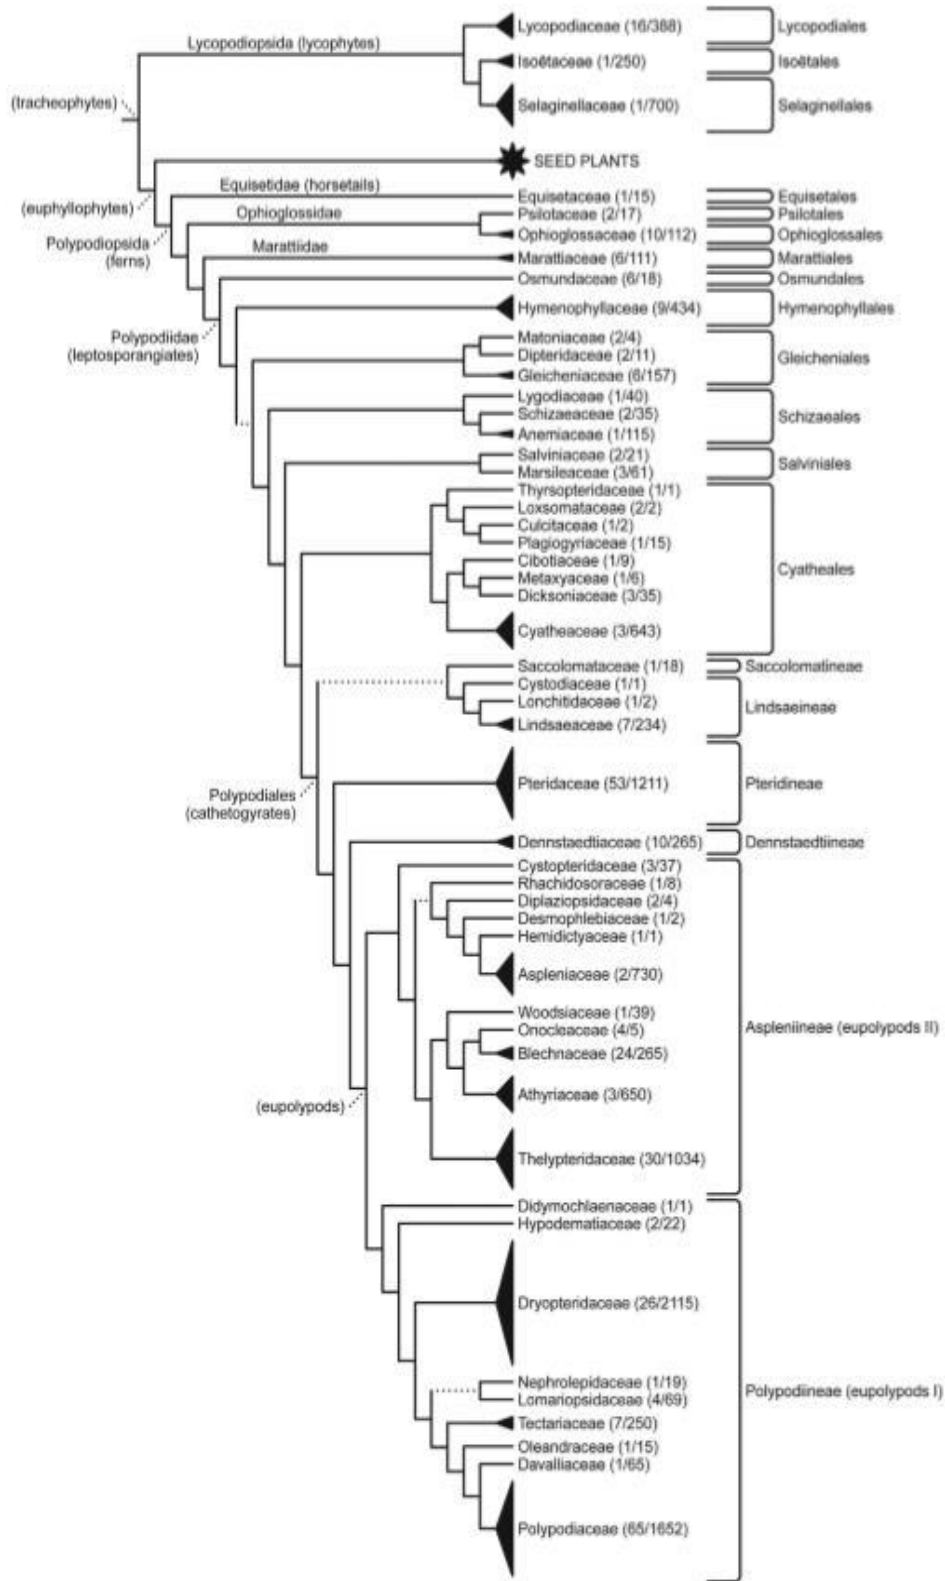 Lycopodiaceae (16/388) Lycopodiales
Lycopodiopsida (lycophytes)
Isoëtaceae (1/250) Isoëtales
(tracheophytes)
Selaginellaceae (1/700) Selaginellales
SEED PLANTS
Equisetidae (horsetails)
Equisetaceae (1/15) Equisetales
(euphyllophytes)
Ophioglossidae
Psilotaceae (2/17) Psilotales
Ophioglossaceae (10/112) Ophioglossales
Polypodiopsida
(ferns)
Marattiidae
Marattiaceae (6/111) Marattiales
Osmundaceae (6/18) Osmundales
Hymenophyllaceae (9/434) Hymenophyllales
Polypodiidae
(leptosporangiates)
Matoniaceae (2/4)
Dipteridaceae (2/11) Gleicheniales
Gleicheniaceae (6/157)
Lygodiaceae (1/40)
Schizaeaceae (2/35) Schizaeales
Anemiaceae (1/115)
Salviniaceae (2/21) Salviniales
Marsileaceae (3/61)
Thyrsopteridaceae (1/1)
Loxsomataceae (2/2)
Culcitaceae (1/2)
Plagiogyriaceae (1/15)
Cibotiaceae (1/9) Cyatheales
Metaxyaceae (1/6)
Dicksoniaceae (3/35)
Cyatheaceae (3/643)
Saccolomataceae (1/18) Saccolomatineae
Cystodiaceae (1/1)
Lonchitidaceae (1/2) Lindsaeineae
Lindsaeaceae (7/234)
Pteridaceae (53/1211) Pteridineae
Polypodiales
(cathetogyrates)
Dennstaedtiaceae (10/265) Dennstaedtiineae
Cystopteridaceae (3/37)
Rhachidosoraceae (1/8)
Diplaziopsidaceae (2/4)
Desmophlebiaceae (1/2)
Hemidictyaceae (1/1)
Aspleniaceae (2/730)
Woodsiaceae (1/39)
Onocleaceae (4/5) Aspleniineae (eupolypods II)
Blechnaceae (24/265)
Athyriaceae (3/650)
(eupolypods)
Thelypteridaceae (30/1034)
Didymochlaenaceae (1/1)
Hypodematiaceae (2/22)
Dryopteridaceae (26/2115)
Nephrolepidaceae (1/19)
Lomariopsidaceae (4/69) Polypodiineae (eupolypods I)
Tectariaceae (7/250)
Oleandraceae (1/15)
Davalliaceae (1/65)
Polypodiaceae (65/1652)